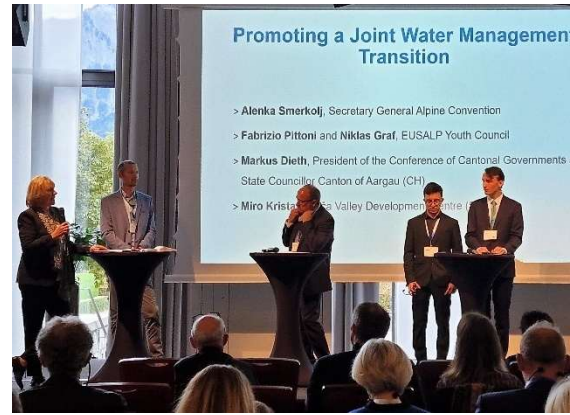 Promoting a Joint Water Management
Transition
> Alenka Smerkolj, Secretary General Alpine Convention
> Fabrizio Pittoni and Niklas Graf, EUSALP Youth Council
> Markus Dieth, President of the Conference of Cantonal Governments
State Councillor Canton of Aargau (CH)
> Miro Krista Valley Development Centre